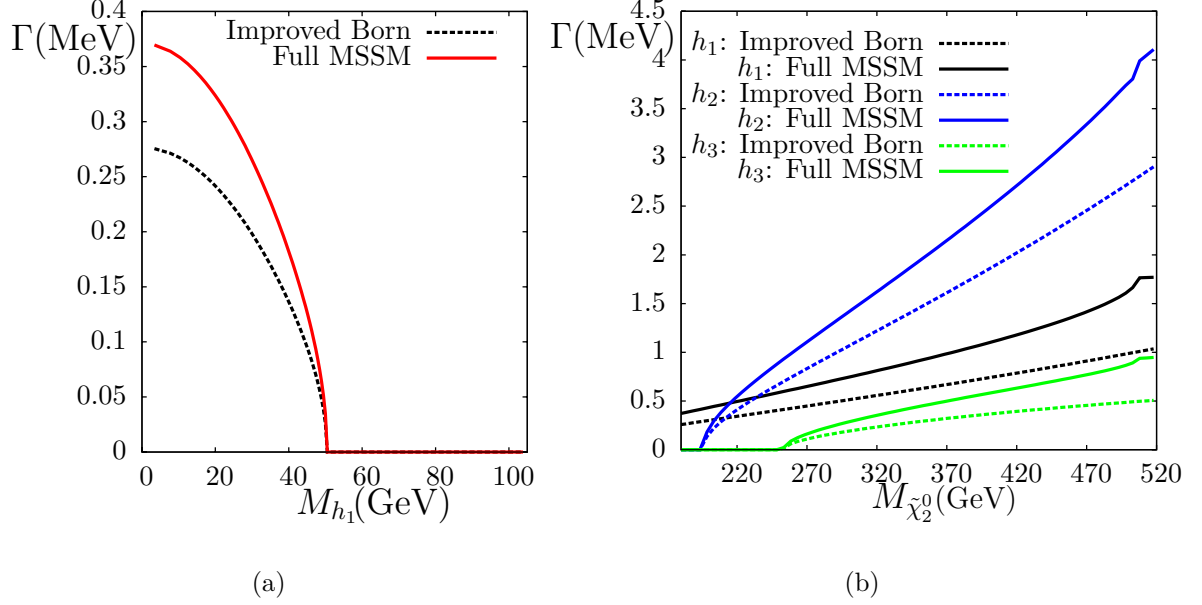 Γ(MeV)
0.4
0.35
0.3
0.25
0.2
0.15
0.1
0.05
0
Improved Born
Full MSSM
0 20 40 60 80 100
M_{h_1}(GeV)
(a)
Γ(MeV)
4.5
4
3.5
3
2.5
2
1.5
1
0.5
0
h_1: Improved Born
h_1: Full MSSM
h_2: Improved Born
h_2: Full MSSM
h_3: Improved Born
h_3: Full MSSM
220 270 320 370 420 470 520
M_{\tilde{χ}_2^0}(GeV)
(b)